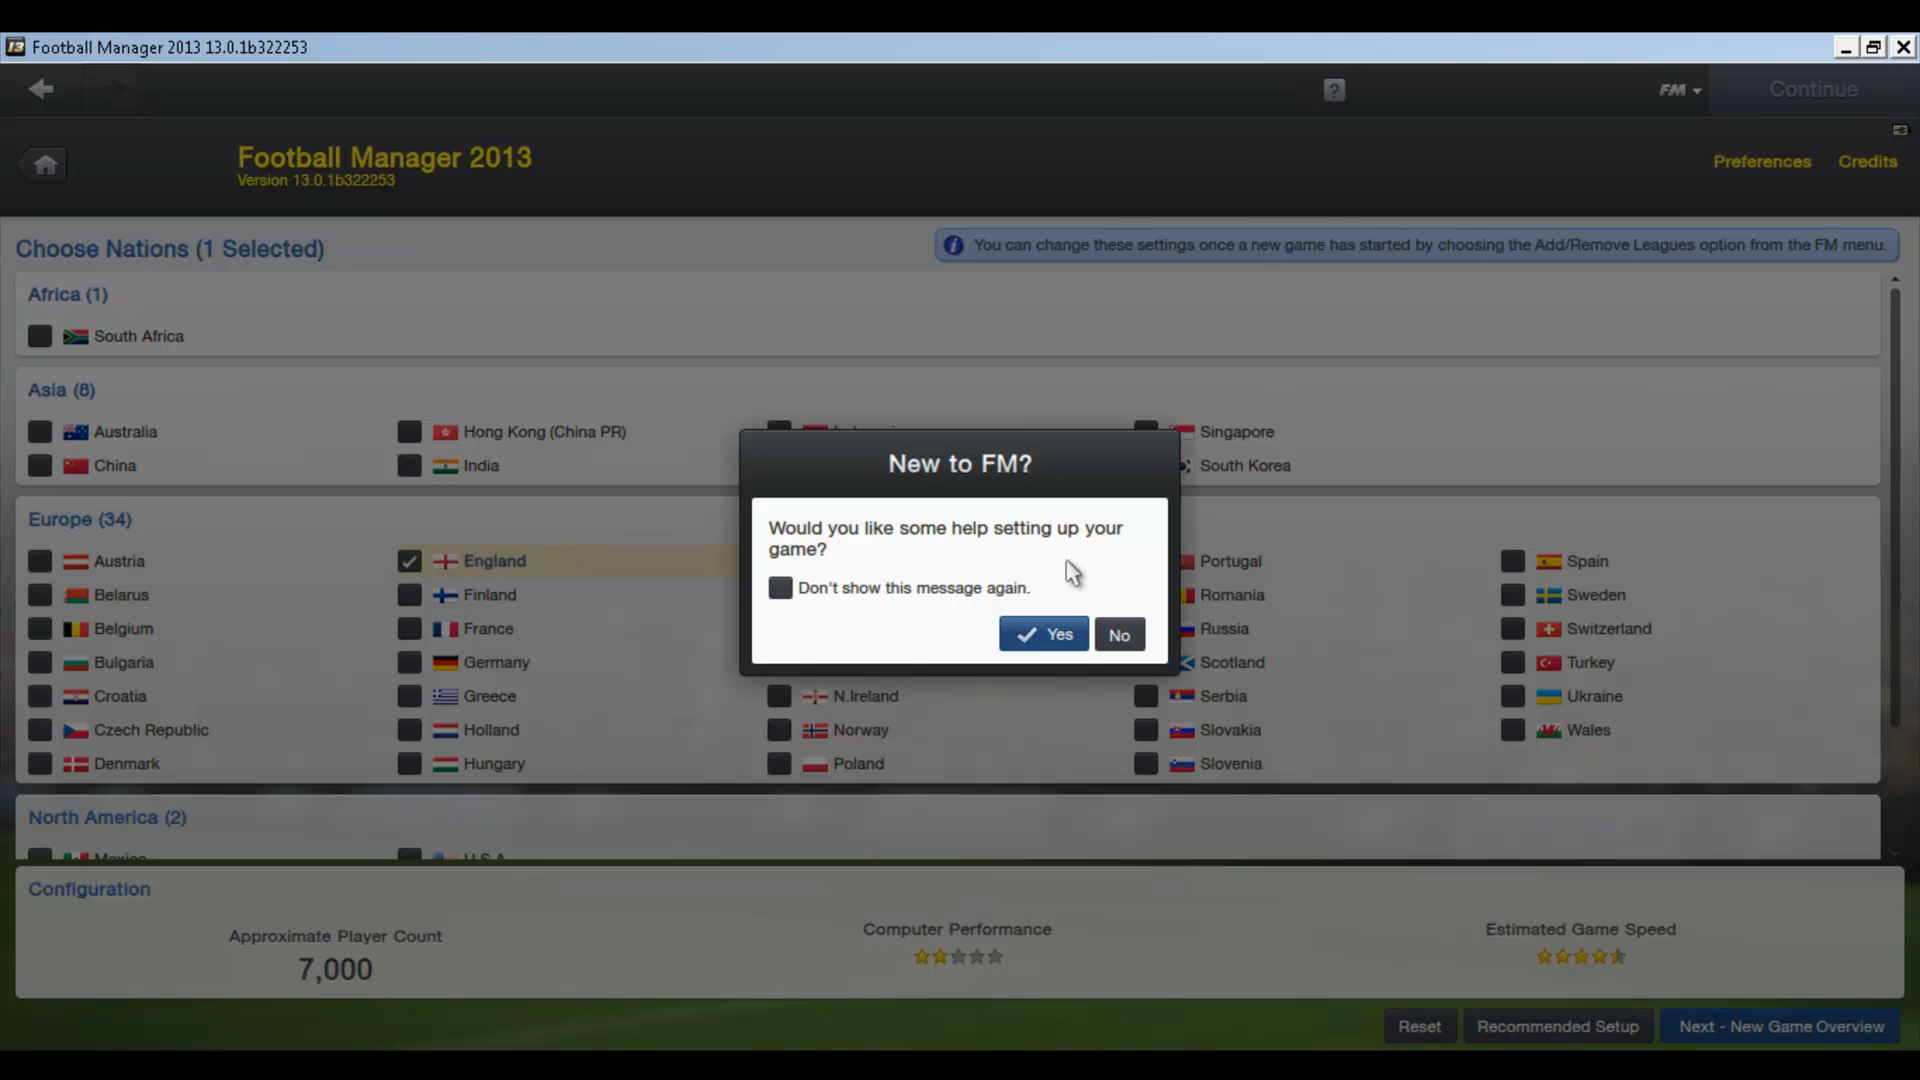 Football Manager 2013 13.0.1b322253
FM
Continue
Football Manager 2013
Version 13.0.1b322253
Preferences
Credits
Choose Nations (1 Selected)
You can change these settings once a new game has started by choosing the Add/Remove Leagues option from the FM menu.
Africa (1)
South Africa
Asia (8)
Australia
Hong Kong (China PR)
Singapore
China
India
South Korea
Europe (34)
Austria
England
Portugal
Spain
Belarus
Finland
Romania
Sweden
Belgium
France
Russia
Switzerland
Bulgaria
Germany
Scotland
Turkey
Croatia
Greece
N.Ireland
Serbia
Ukraine
Czech Republic
Holland
Norway
Slovakia
Wales
Denmark
Hungary
Poland
Slovenia
New to FM?
Would you like some help setting up your
game?
Don't show this message again.
Yes
No
North America (2)
Mexico
U.S.A.
Configuration
Approximate Player Count
7,000
Computer Performance
Estimated Game Speed
Reset
Recommended Setup
Next - New Game Overview